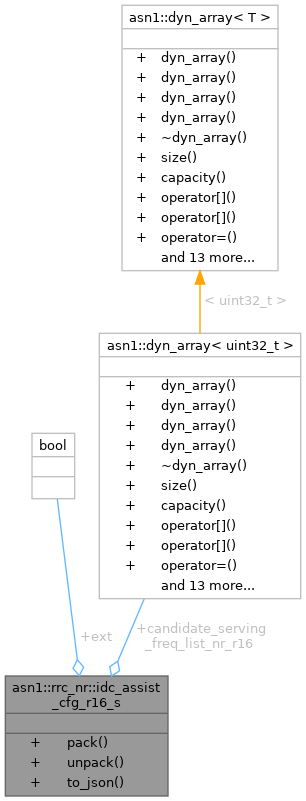 asn1::dyn_array< T >
+ dyn_array()
+ dyn_array()
+ dyn_array()
+ dyn_array()
+ ~dyn_array()
+ size()
+ capacity()
+ operator[]()
+ operator[]()
+ operator=()
and 13 more...
< uint32_t >
asn1::dyn_array< uint32_t >
+ dyn_array()
+ dyn_array()
+ dyn_array()
+ dyn_array()
+ ~dyn_array()
+ size()
+ capacity()
+ operator[]()
+ operator[]()
+ operator=()
and 13 more...
bool
+ext
+candidate_serving
_freq_list_nr_r16
asn1::rrc_nr::idc_assist
_cfg_r16_s
+ pack()
+ unpack()
+ to_json()